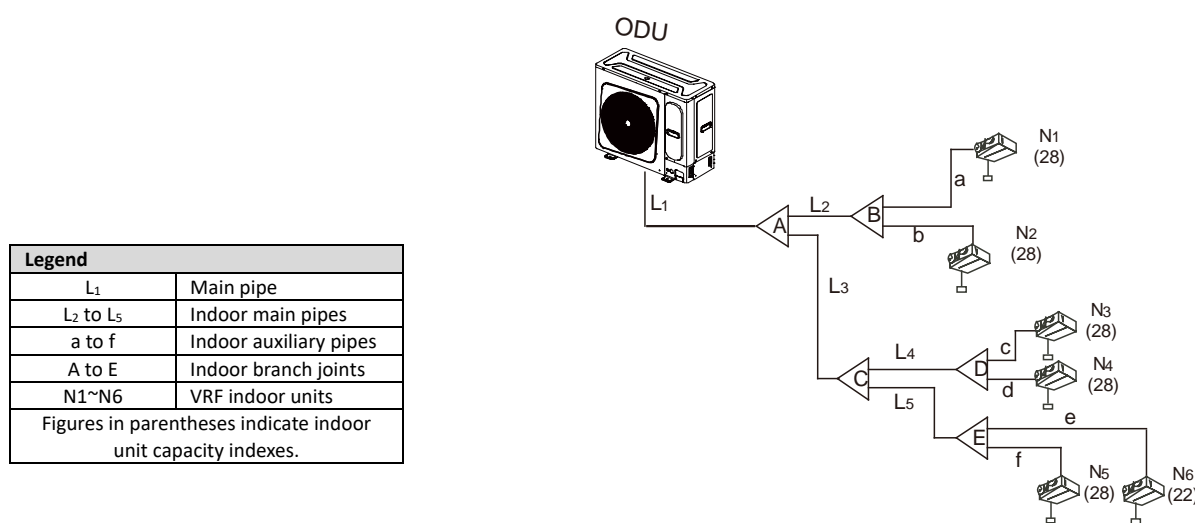 ODU
N1
(28)
a
L1
L2
B
A
b
N2
(28)
L3
N3
(28)
c
L4
D
N4
(28)
C
d
L5
e
E
f
N5
(28)
N6
(22)
Legend
L1 Main pipe
L2 to L5 Indoor main pipes
a to f Indoor auxiliary pipes
A to E Indoor branch joints
N1~N6 VRF indoor units
Figures in parentheses indicate indoor
unit capacity indexes.